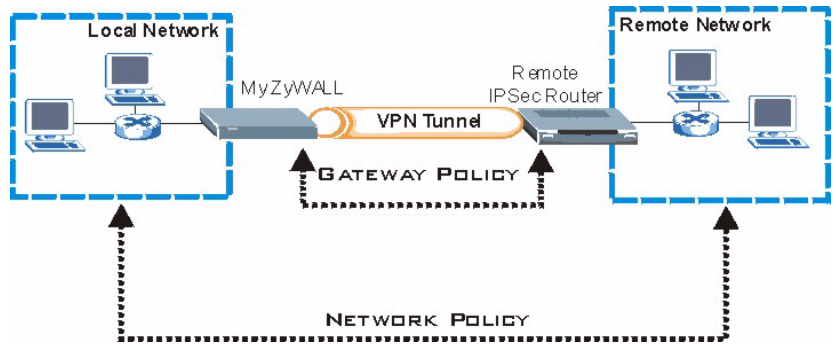 Local Network
Remote Network
MyZyWALL
Remote
IPSec Router
VPN Tunnel
GATEWAY POLICY
NETWORK POLICY